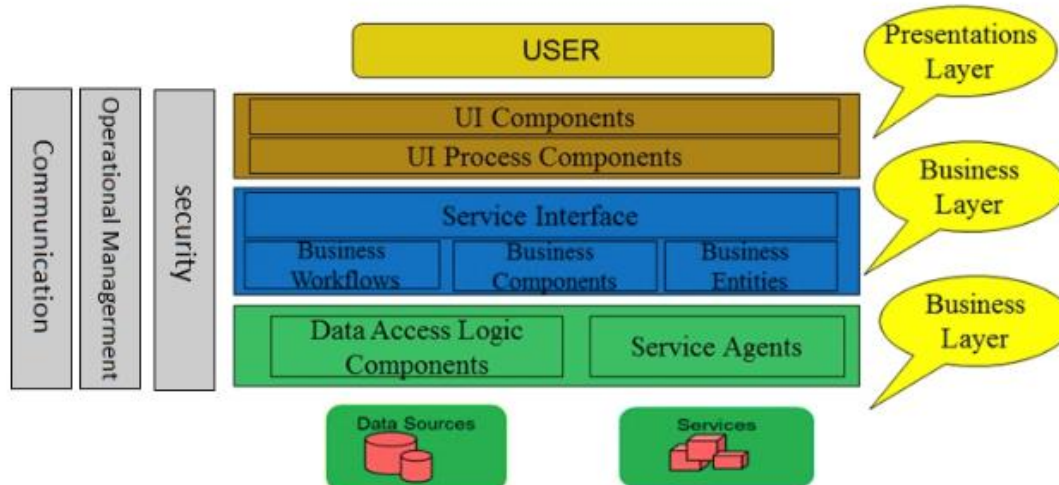 USER
Presentations
Layer
Communication
Operational Managerment
security
UI Components
UI Process Components
Business
Layer
Service Interface
Business
Workflows
Business
Components
Business
Entities
Business
Layer
Data Access Logic
Components
Service Agents
Data Sources
Services